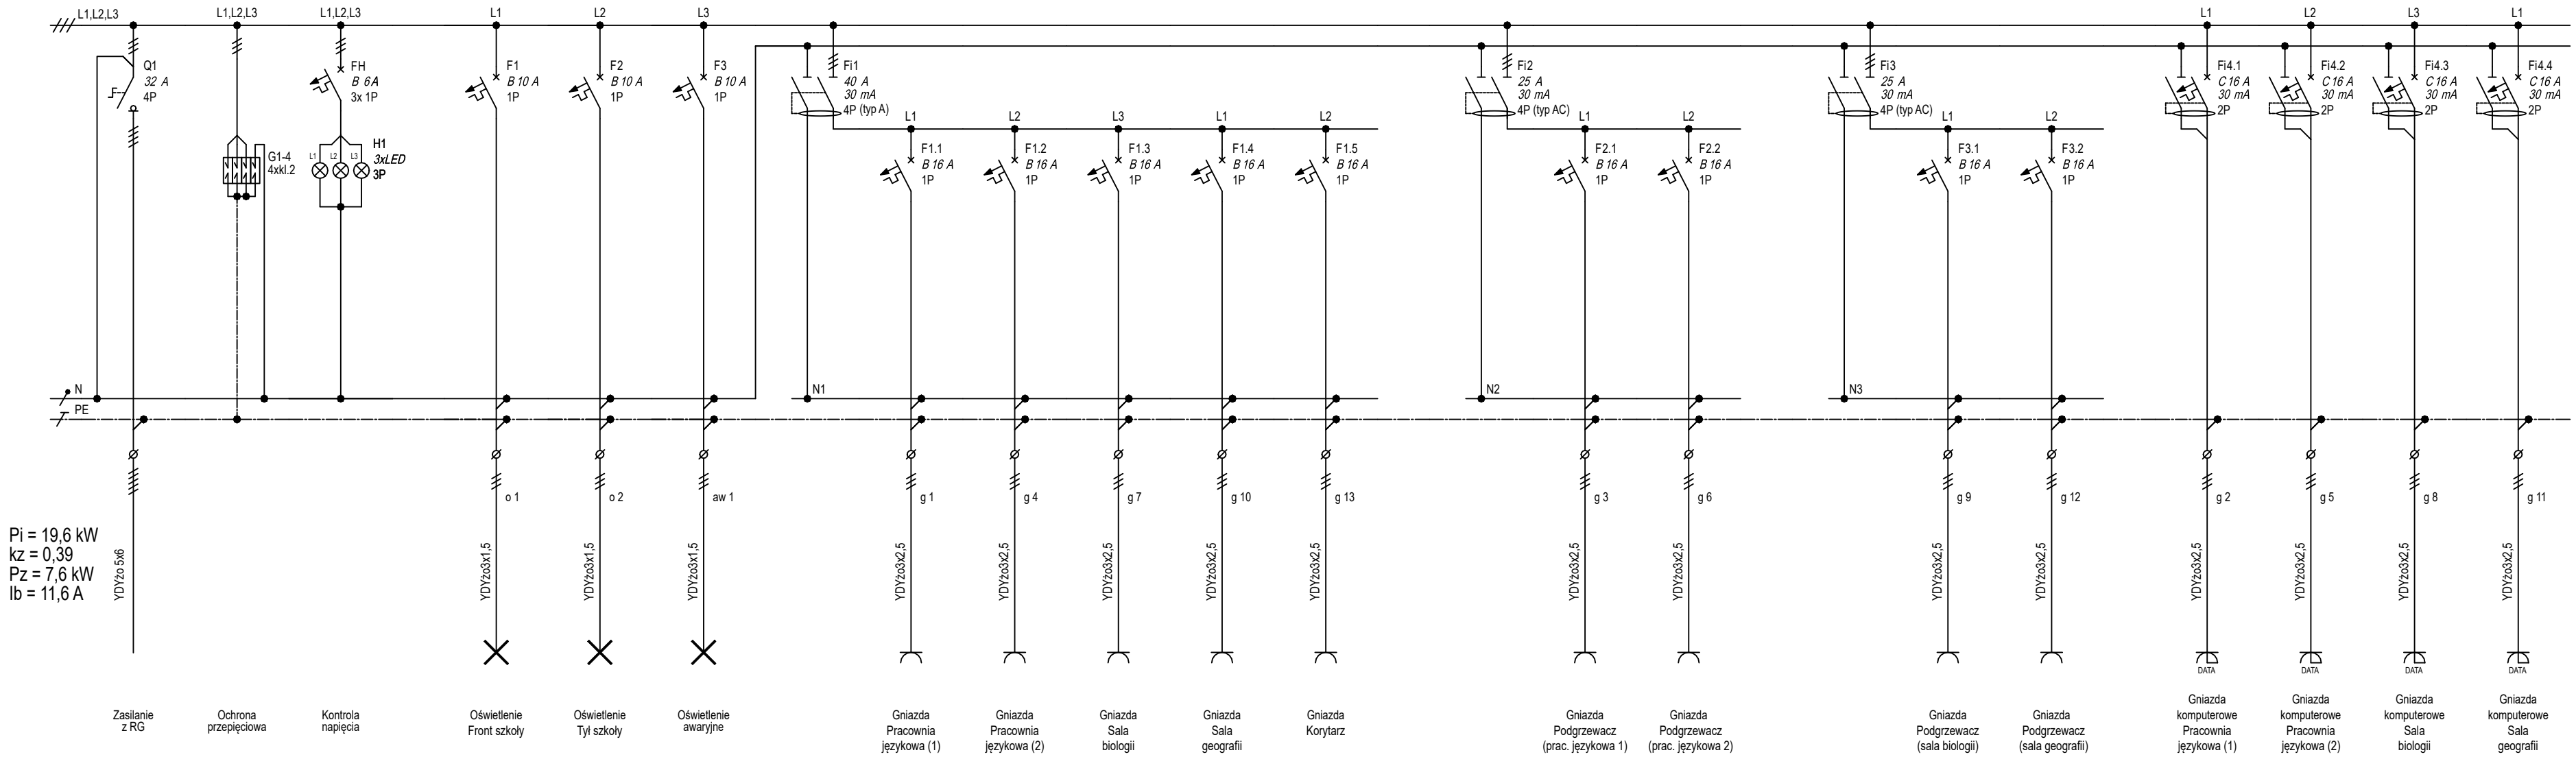 L1,L2,L3
L1,L2,L3
L1,L2,L3
L1
L2
L3
L1
L2
L3
L1
Q1
32 A
4P
G1-4
4xkl.2
FH
B 6A
3x 1P
L1
L2
L3
H1
3xLED
3P
F1
B 10 A
1P
F2
B 10 A
1P
F3
B 10 A
1P
Fi1
40 A
30 mA
4P (typ A)
L1
L2
L3
L1
L2
F1.1
B 16 A
1P
F1.2
B 16 A
1P
F1.3
B 16 A
1P
F1.4
B 16 A
1P
F1.5
B 16 A
1P
Fi2
25 A
30 mA
4P (typ AC)
L1
L2
F2.1
B 16 A
1P
F2.2
B 16 A
1P
Fi3
25 A
30 mA
4P (typ AC)
L1
L2
F3.1
B 16 A
1P
F3.2
B 16 A
1P
Fi4.1
C 16 A
30 mA
2P
Fi4.2
C 16 A
30 mA
2P
Fi4.3
C 16 A
30 mA
2P
Fi4.4
C 16 A
30 mA
2P
N
N1
N2
N3
PE
o 1
o 2
aw 1
g 1
g 4
g 7
g 10
g 13
g 3
g 6
g 9
g 12
g 2
g 5
g 8
g 11
Pi = 19,6 kW
kz = 0,39
Pz = 7,6 kW
Ib = 11,6 A
YDYżo 5x6
YDYżo3x1,5
YDYżo3x1,5
YDYżo3x1,5
YDYżo3x2,5
YDYżo3x2,5
YDYżo3x2,5
YDYżo3x2,5
YDYżo3x2,5
YDYżo3x2,5
YDYżo3x2,5
YDYżo3x2,5
YDYżo3x2,5
YDYżo3x2,5
YDYżo3x2,5
YDYżo3x2,5
YDYżo3x2,5
DATA
DATA
DATA
DATA
Zasilanie
z RG
Ochrona
przepięciowa
Kontrola
napięcia
Oświetlenie
Front szkoły
Oświetlenie
Tył szkoły
Oświetlenie
awaryjne
Gniazda
Pracownia
językowa (1)
Gniazda
Pracownia
językowa (2)
Gniazda
Sala
biologii
Gniazda
Sala
geografii
Gniazda
Korytarz
Gniazda
Podgrzewacz
(prac. językowa 1)
Gniazda
Podgrzewacz
(prac. językowa 2)
Gniazda
Podgrzewacz
(sala biologii)
Gniazda
Podgrzewacz
(sala geografii)
Gniazda
komputerowe
Pracownia
językowa (1)
Gniazda
komputerowe
Pracownia
językowa (2)
Gniazda
komputerowe
Sala
biologii
Gniazda
komputerowe
Sala
geografii